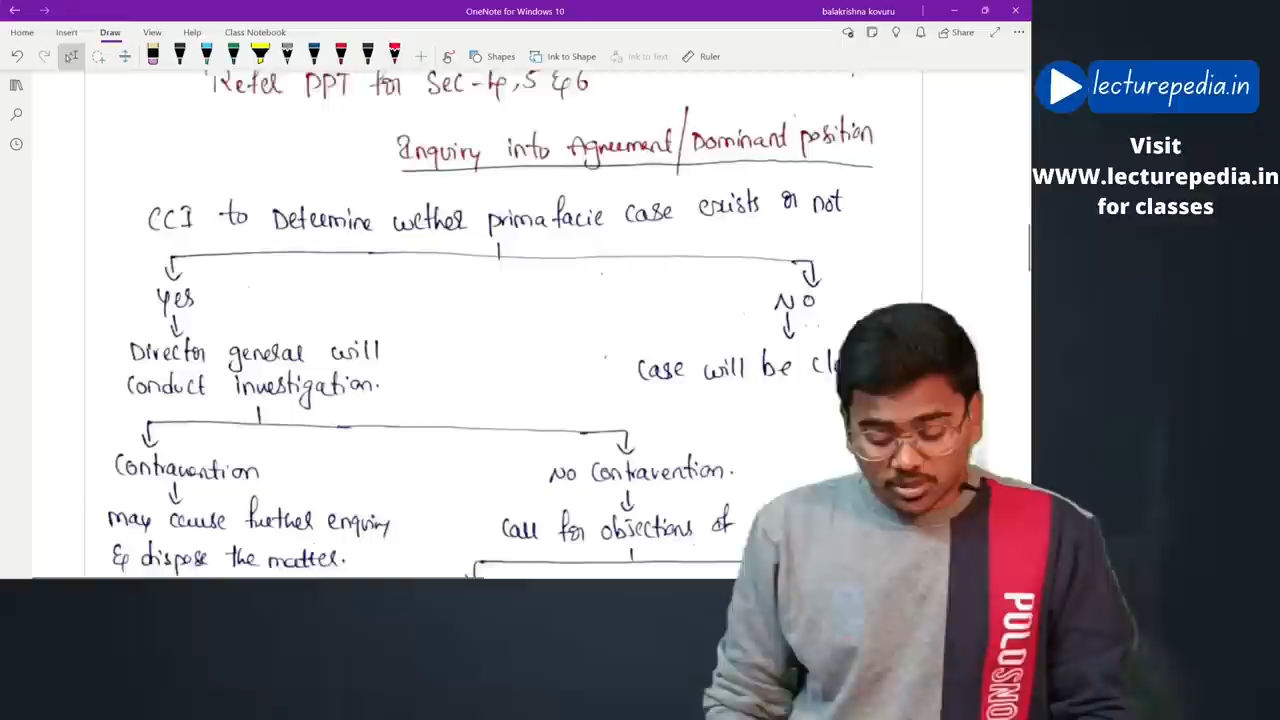 OneNote for Windows 10
balakrishna kovuru
Home Insert Draw View Help Class Notebook
Share
Shapes Ink to Shape Ink to Text Ruler
Refer PPT for Sec-4,5 & 6
Enquiry into Agreement/Dominant position
CCI to Determine wether prima facie case exists or not
Yes
NO
Director general will
conduct investigation.
Case will be
Contravention
No Contravention.
may cause further enquiry
& dispose the matter.
Call for objections of
lecturepedia.in
Visit
WWW.lecturepedia.in
for classes
POLOSNO